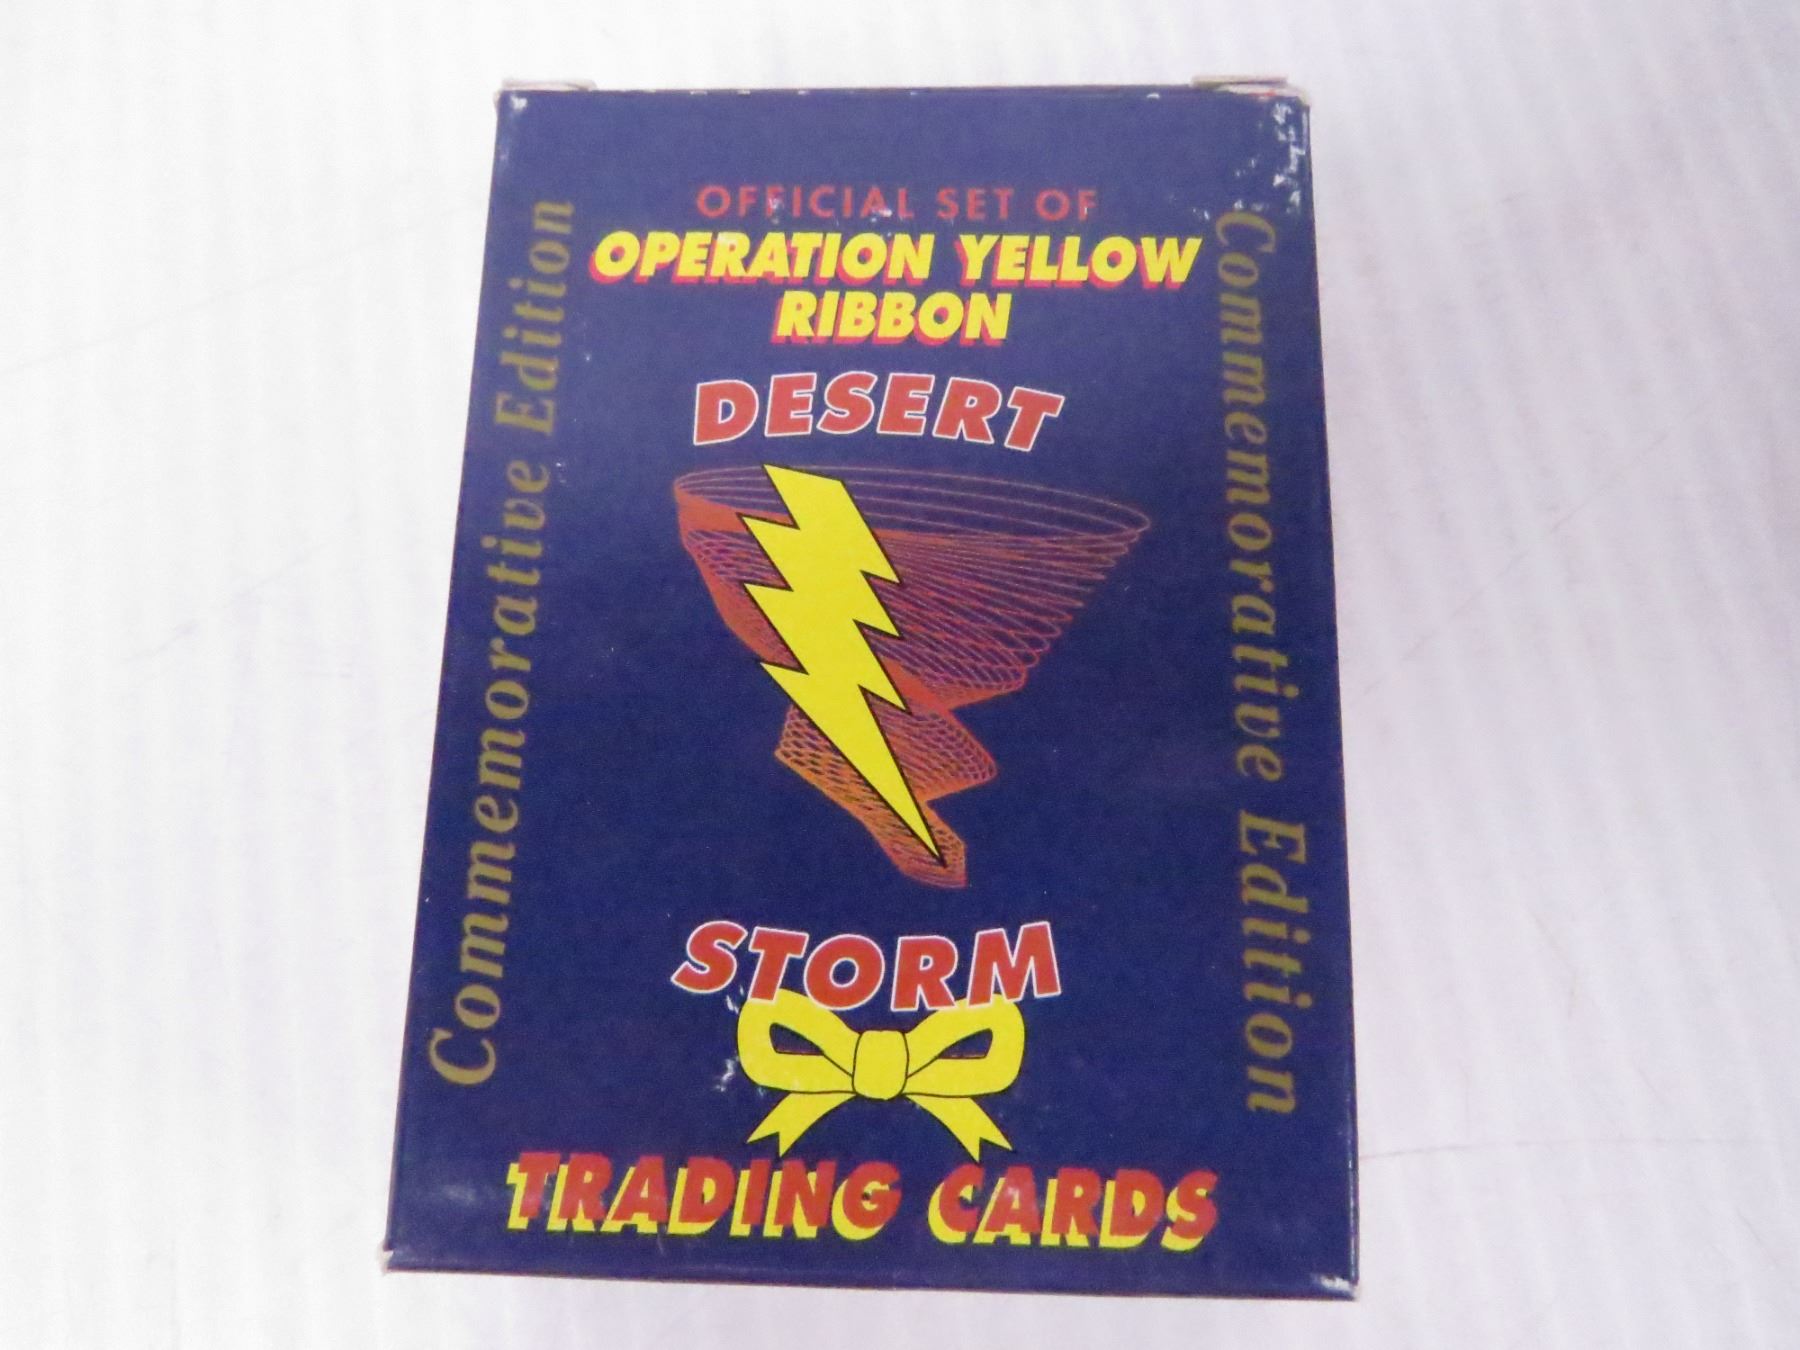 OFFICIAL SET OF
OPERATION YELLOW
RIBBON
DESERT
STORM
TRADING CARDS
Commemorative Edition
Commemorative Edition